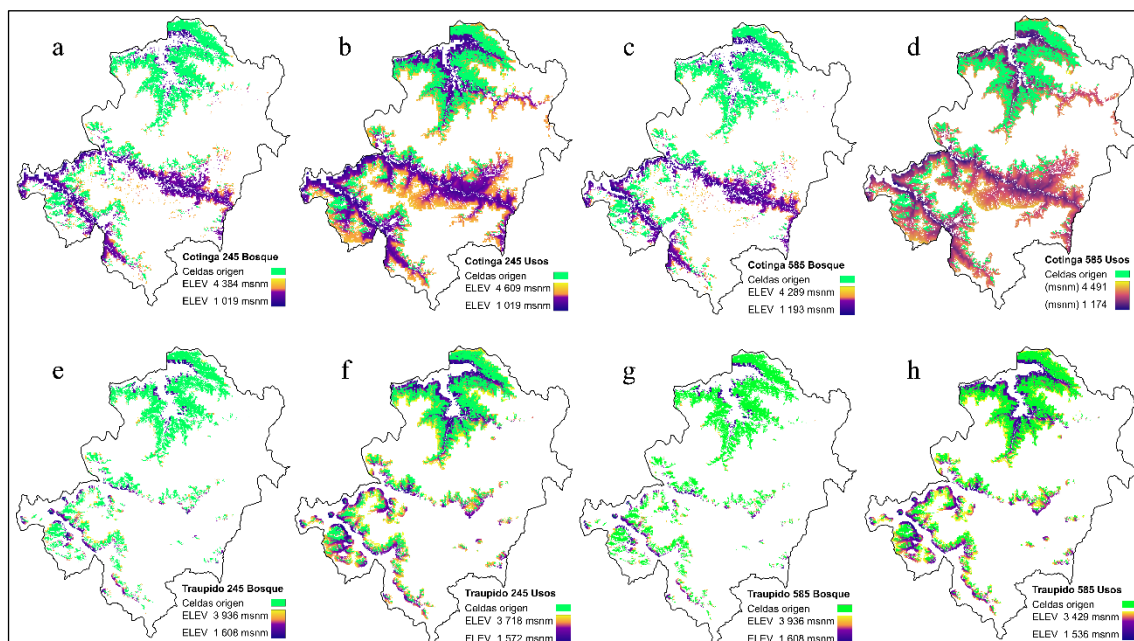 a
b
c
d
Cotinga 245 Bosque
Celdas origen
ELEV 4 384 msnm
ELEV 1 019 msnm
Cotinga 245 Usos
Celdas origen
ELEV 4 609 mnsm
ELEV 1 019 msnm
Cotinga 585 Bosque
Celdas origen
ELEV 4 289 msnm
ELEV 1 193 msnm
Cotinga 585 Usos
Celdas origen
(msnm) 4 491
(msnm) 1 174
e
f
g
h
Traupido 245 Bosque
Celdas origen
ELEV 3 936 msnm
ELEV 1 608 msnm
Traupido 245 Usos
Celdas origen
ELEV 3 718 msnm
ELEV 1 572 msnm
Traupido 585 Bosque
Celdas origen
ELEV 3 936 msnm
ELEV 1 608 msnm
Traupido 585 Usos
Celdas origen
ELEV 3 429 msnm
ELEV 1 536 msnm